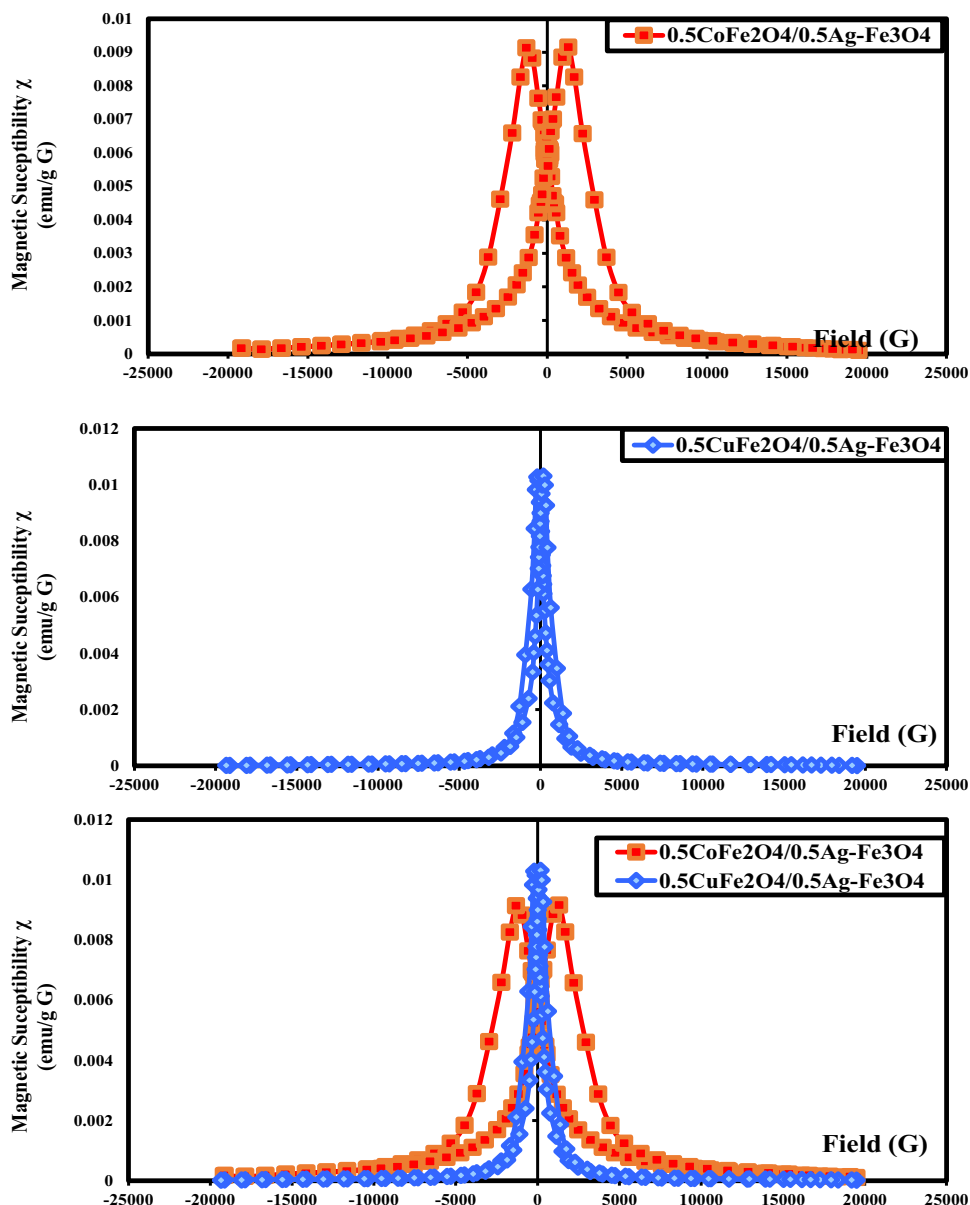 Magnetic Suceptibility χ
(emu/g G)
0.01
0.009
0.008
0.007
0.006
0.005
0.004
0.003
0.002
0.001
0
0.5CoFe2O4/0.5Ag-Fe3O4
Field (G)
-25000 -20000 -15000 -10000 -5000 0 5000 10000 15000 20000 25000
Magnetic Suceptibility χ
(emu/g G)
0.012
0.01
0.008
0.006
0.004
0.002
0
0.5CuFe2O4/0.5Ag-Fe3O4
Field (G)
-25000 -20000 -15000 -10000 -5000 0 5000 10000 15000 20000 25000
Magnetic Suceptibility χ
(emu/g G)
0.012
0.01
0.008
0.006
0.004
0.002
0
0.5CoFe2O4/0.5Ag-Fe3O4
0.5CuFe2O4/0.5Ag-Fe3O4
Field (G)
-25000 -20000 -15000 -10000 -5000 0 5000 10000 15000 20000 25000